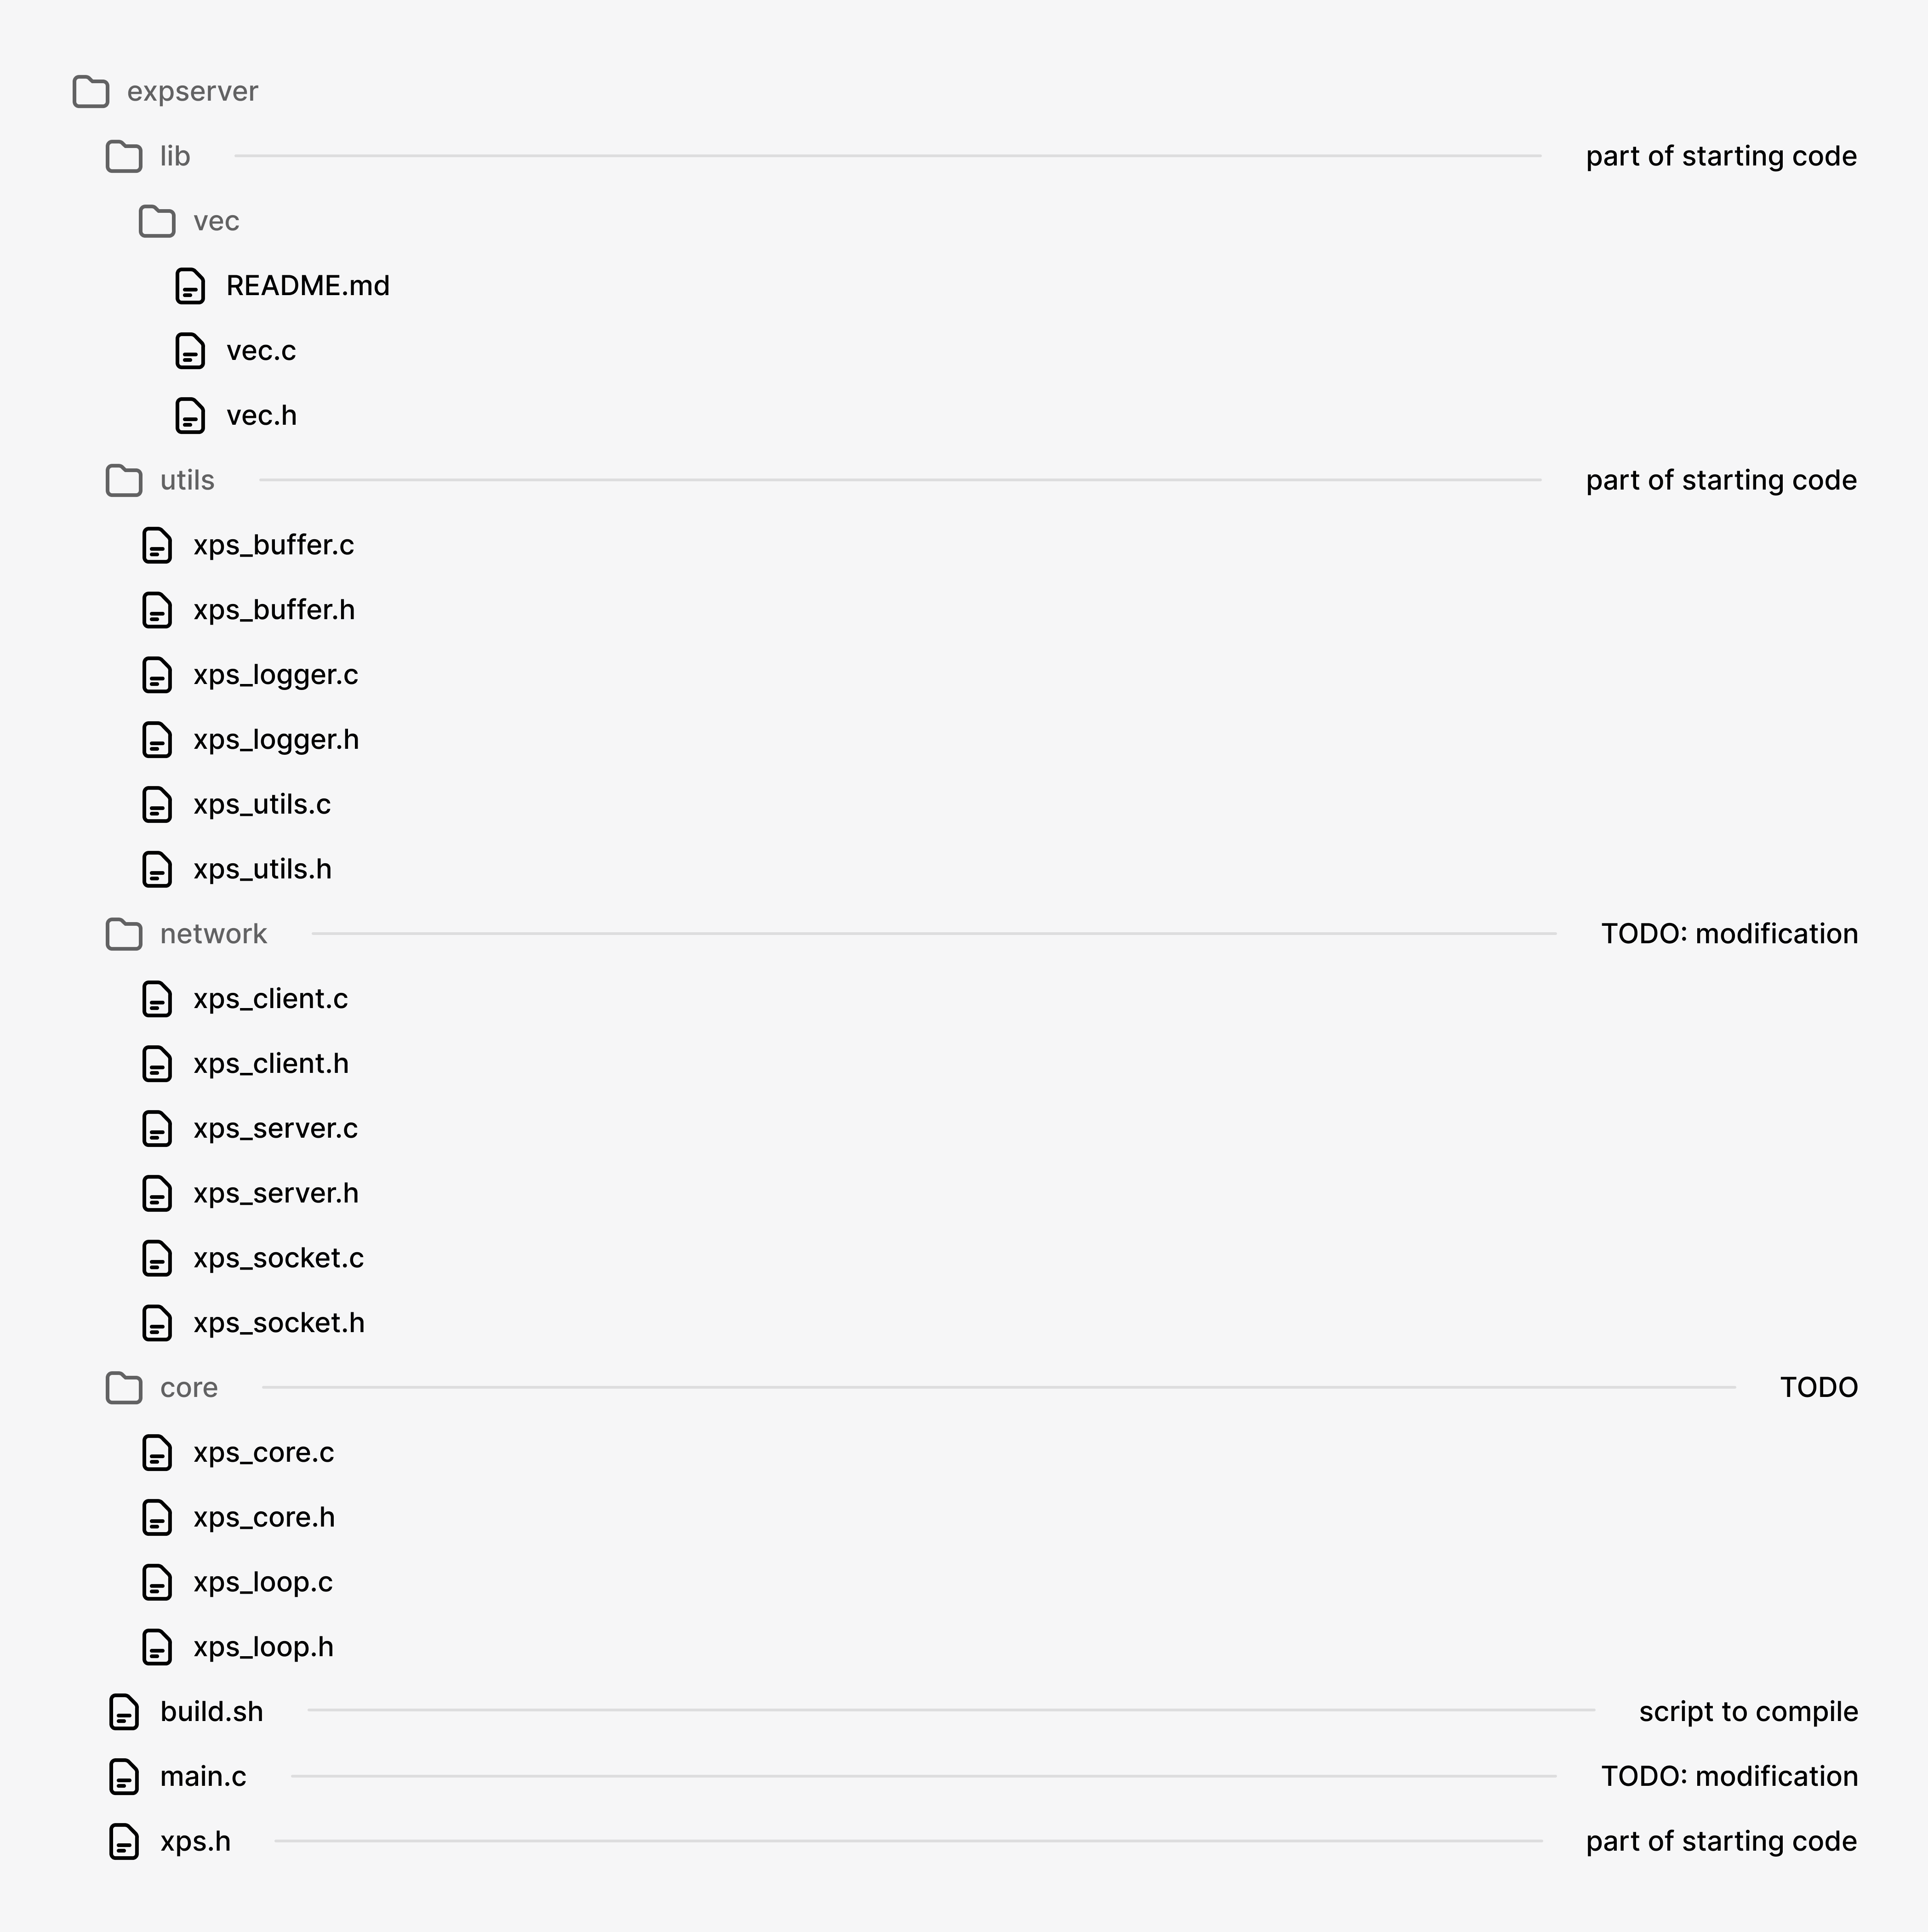 expserver
lib part of starting code
vec
README.md
vec.c
vec.h
utils part of starting code
xps_buffer.c
xps_buffer.h
xps_logger.c
xps_logger.h
xps_utils.c
xps_utils.h
network TODO: modification
xps_client.c
xps_client.h
xps_server.c
xps_server.h
xps_socket.c
xps_socket.h
core TODO
xps_core.c
xps_core.h
xps_loop.c
xps_loop.h
build.sh script to compile
main.c TODO: modification
xps.h part of starting code